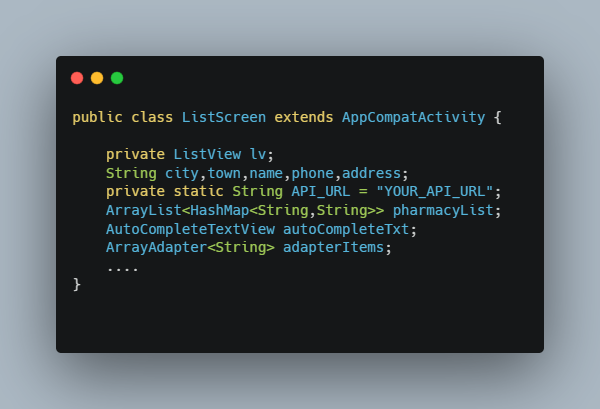 public class ListScreen extends AppCompatActivity {
private ListView lv;
String city,town,name,phone,address;
private static String API_URL = "YOUR_API_URL";
ArrayList<HashMap<String,String>> pharmacyList;
AutoCompleteTextView autoCompleteTxt;
ArrayAdapter<String> adapterItems;
....
}